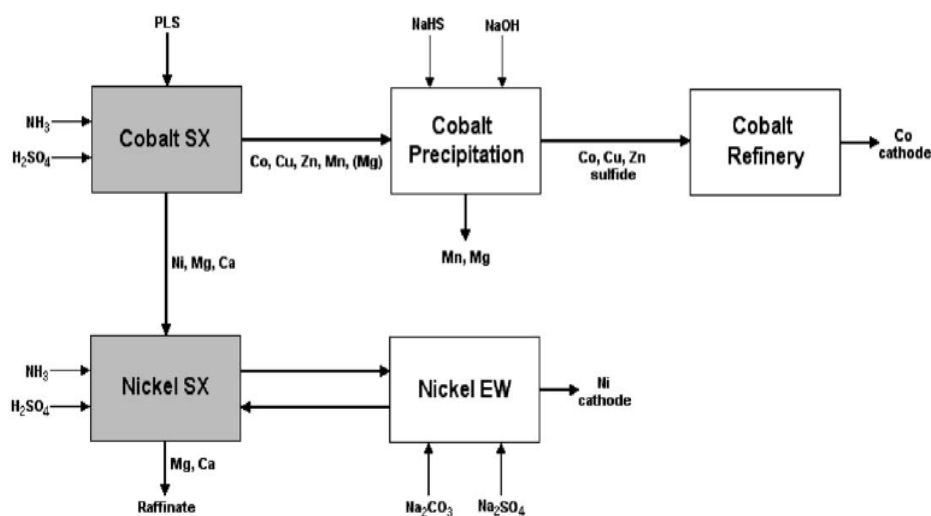 PLS
NaHS
NaOH
NH₃
H₂SO₄
Cobalt SX
Co, Cu, Zn, Mn, (Mg)
Cobalt
Precipitation
Co, Cu, Zn
sulfide
Cobalt
Refinery
Co
cathode
Ni, Mg, Ca
Mn, Mg
NH₃
H₂SO₄
Nickel SX
Nickel EW
Ni
cathode
Mg, Ca
Raffinate
Na₂CO₃
Na₂SO₄